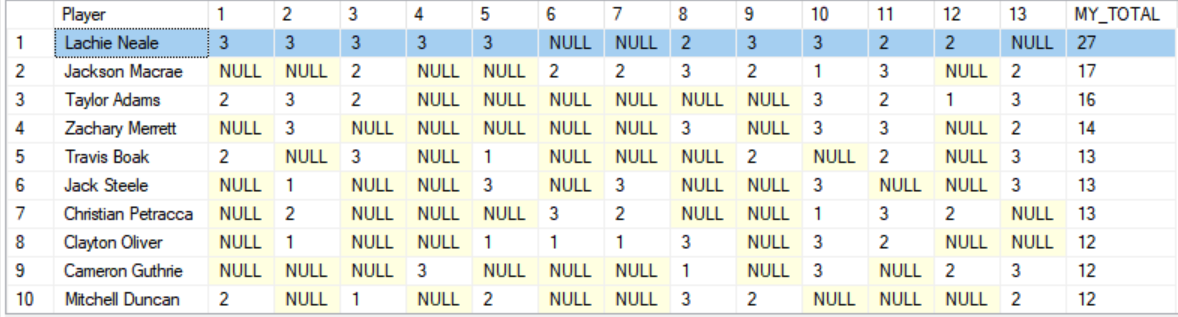 Player 1 2 3 4 5 6 7 8 9 10 11 12 13 MY_TOTAL
1 Lachie Neale 3 3 3 3 3 NULL NULL 2 3 3 2 2 NULL 27
2 Jackson Macrae NULL NULL 2 NULL NULL 2 2 3 2 1 3 NULL 2 17
3 Taylor Adams 2 3 2 NULL NULL NULL NULL NULL NULL 3 2 1 3 16
4 Zachary Merrett NULL 3 NULL NULL NULL NULL NULL 3 NULL 3 3 NULL 2 14
5 Travis Boak 2 NULL 3 NULL 1 NULL NULL NULL 2 NULL 2 NULL 3 13
6 Jack Steele NULL 1 NULL NULL 3 NULL 3 NULL NULL 3 NULL NULL 3 13
7 Christian Petracca NULL 2 NULL NULL NULL 3 2 NULL NULL 1 3 2 NULL 13
8 Clayton Oliver NULL 1 NULL NULL 1 1 1 3 NULL 3 2 NULL NULL 12
9 Cameron Guthrie NULL NULL NULL 3 NULL NULL NULL 1 NULL 3 NULL 2 3 12
10 Mitchell Duncan 2 NULL 1 NULL 2 NULL NULL 3 2 NULL NULL NULL 2 12